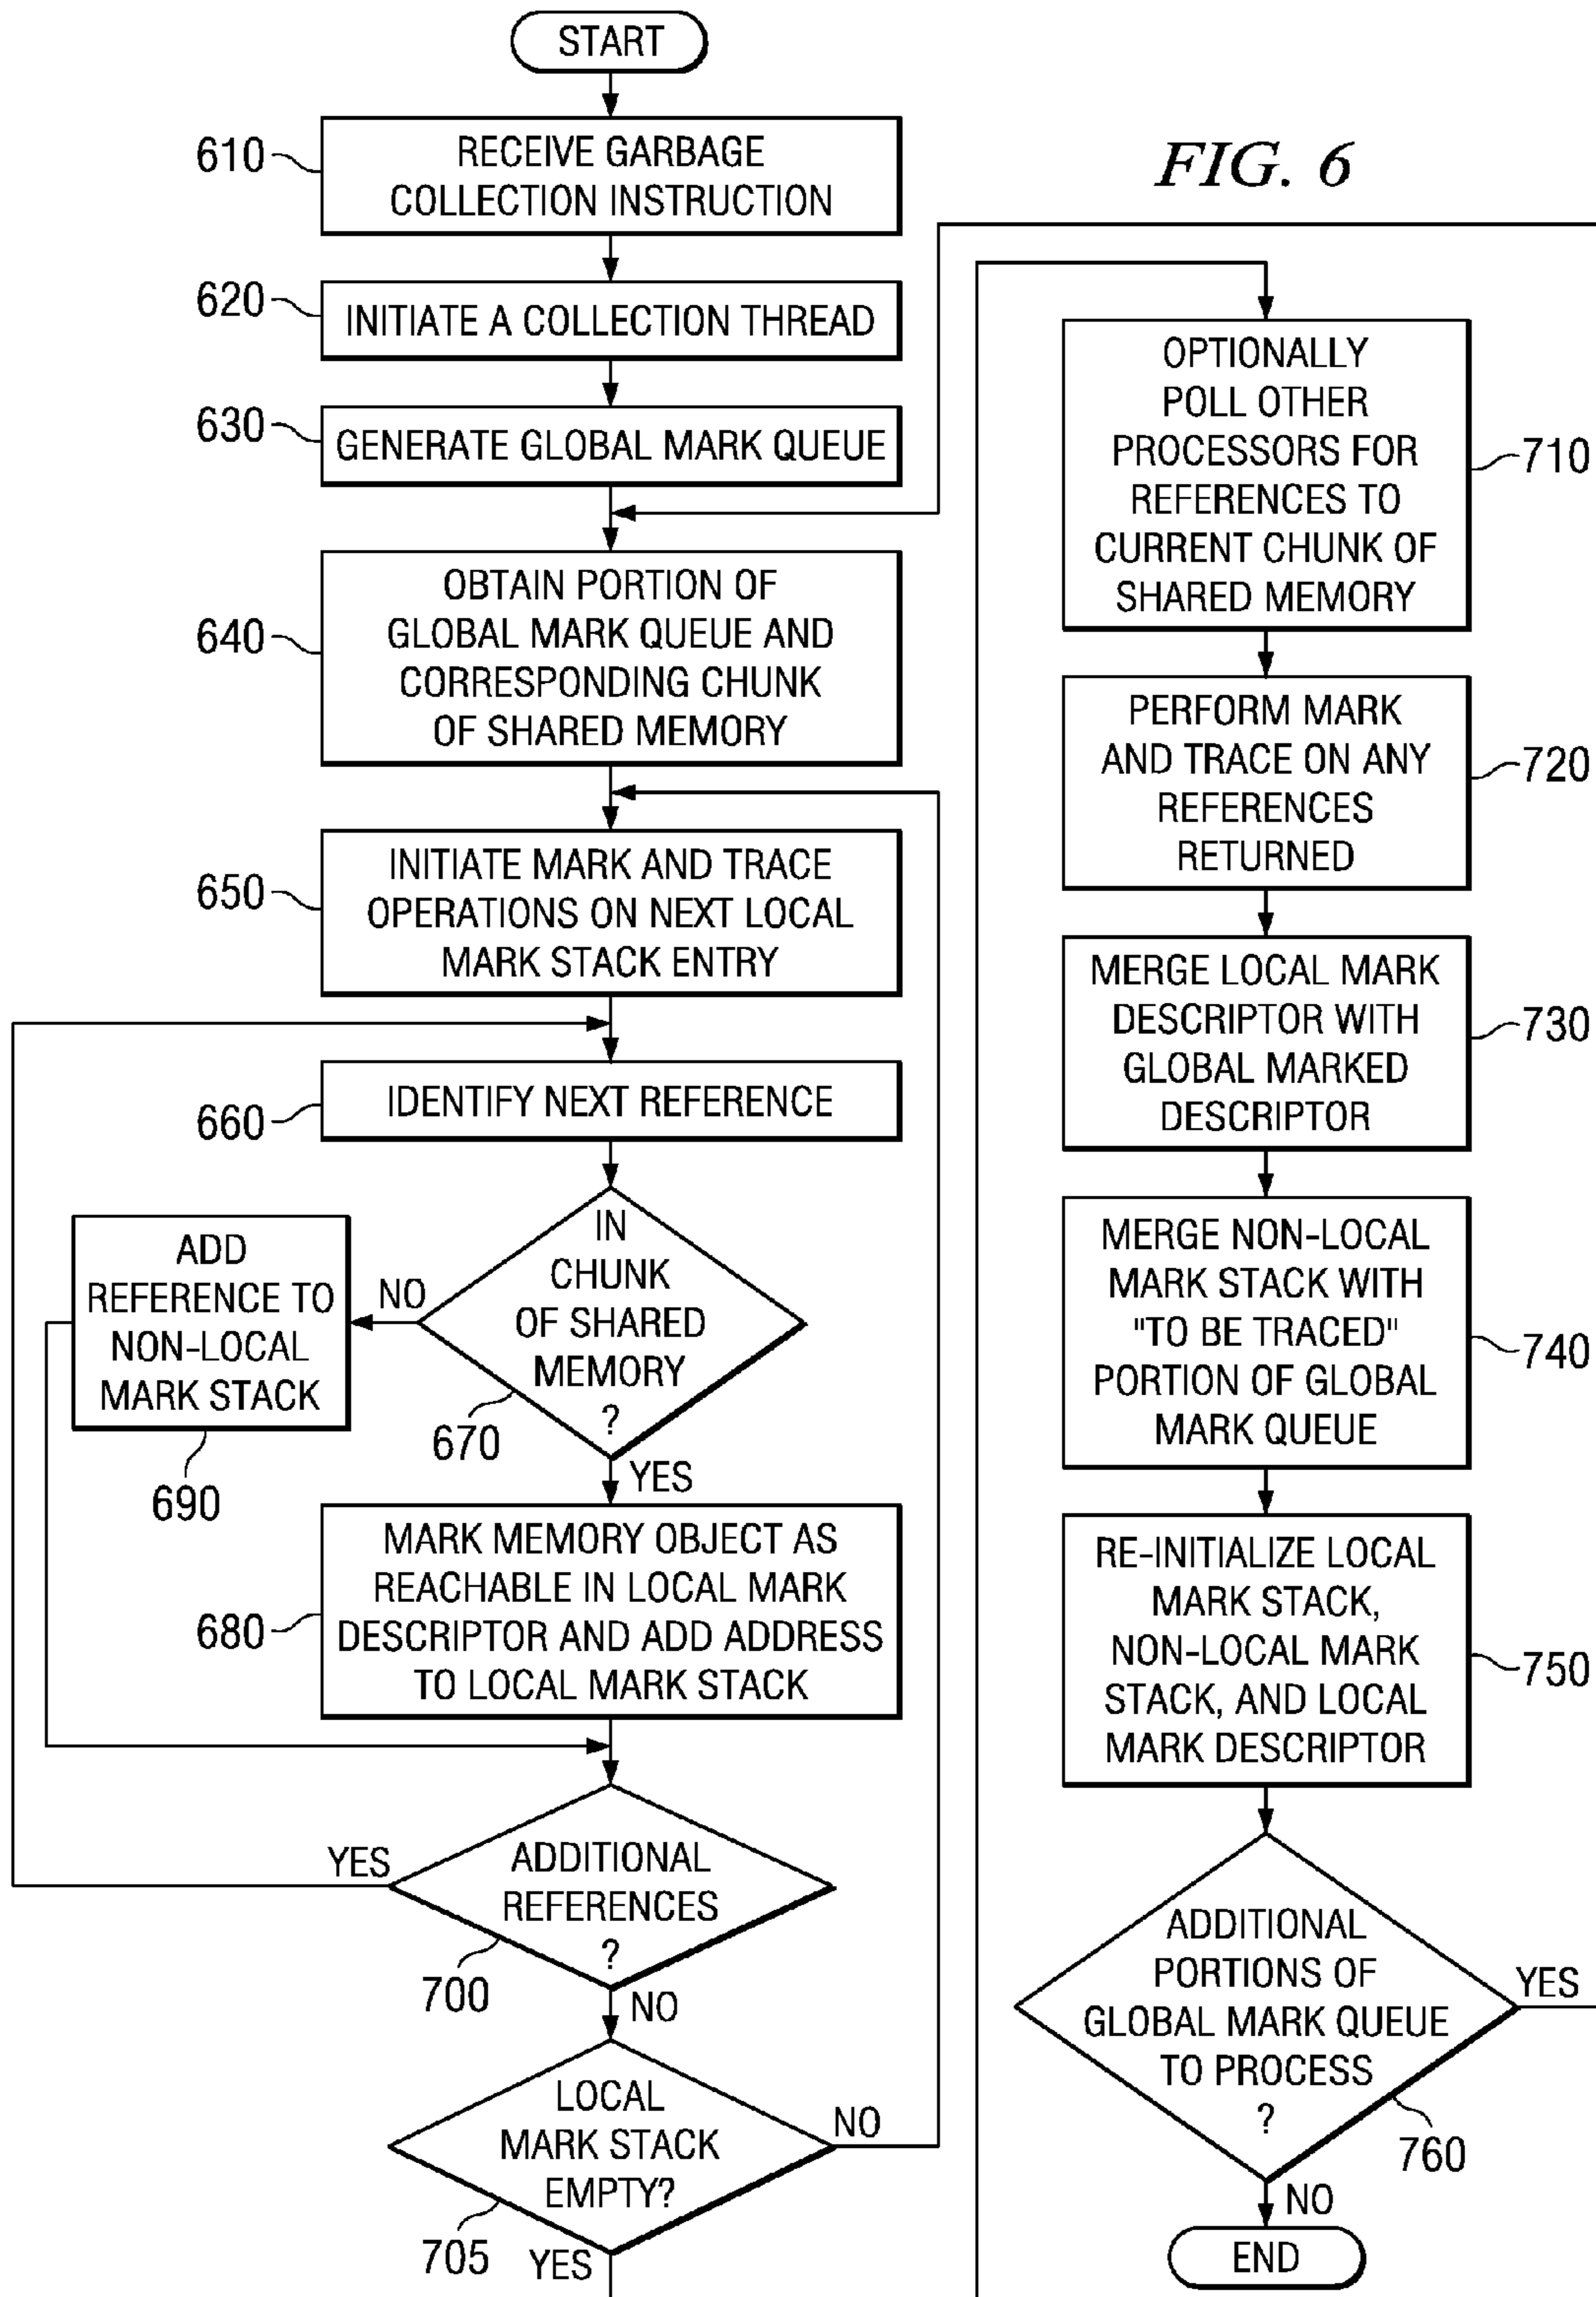 START
610
RECEIVE GARBAGE
COLLECTION INSTRUCTION
FIG. 6
620
INITIATE A COLLECTION THREAD
630
GENERATE GLOBAL MARK QUEUE
640
OBTAIN PORTION OF
GLOBAL MARK QUEUE AND
CORRESPONDING CHUNK
OF SHARED MEMORY
650
INITIATE MARK AND TRACE
OPERATIONS ON NEXT LOCAL
MARK STACK ENTRY
660
IDENTIFY NEXT REFERENCE
IN
CHUNK
OF SHARED
MEMORY
?
670
NO
ADD
REFERENCE TO
NON-LOCAL
MARK STACK
690
YES
680
MARK MEMORY OBJECT AS
REACHABLE IN LOCAL MARK
DESCRIPTOR AND ADD ADDRESS
TO LOCAL MARK STACK
YES
ADDITIONAL
REFERENCES
?
700
NO
LOCAL
MARK STACK
EMPTY?
NO
705
YES
OPTIONALLY
POLL OTHER
PROCESSORS FOR
REFERENCES TO
CURRENT CHUNK OF
SHARED MEMORY
710
PERFORM MARK
AND TRACE ON ANY
REFERENCES
RETURNED
720
MERGE LOCAL MARK
DESCRIPTOR WITH
GLOBAL MARKED
DESCRIPTOR
730
MERGE NON-LOCAL
MARK STACK WITH
"TO BE TRACED"
PORTION OF GLOBAL
MARK QUEUE
740
RE-INITIALIZE LOCAL
MARK STACK,
NON-LOCAL MARK
STACK, AND LOCAL
MARK DESCRIPTOR
750
ADDITIONAL
PORTIONS OF
GLOBAL MARK QUEUE
TO PROCESS
?
YES
760
NO
END